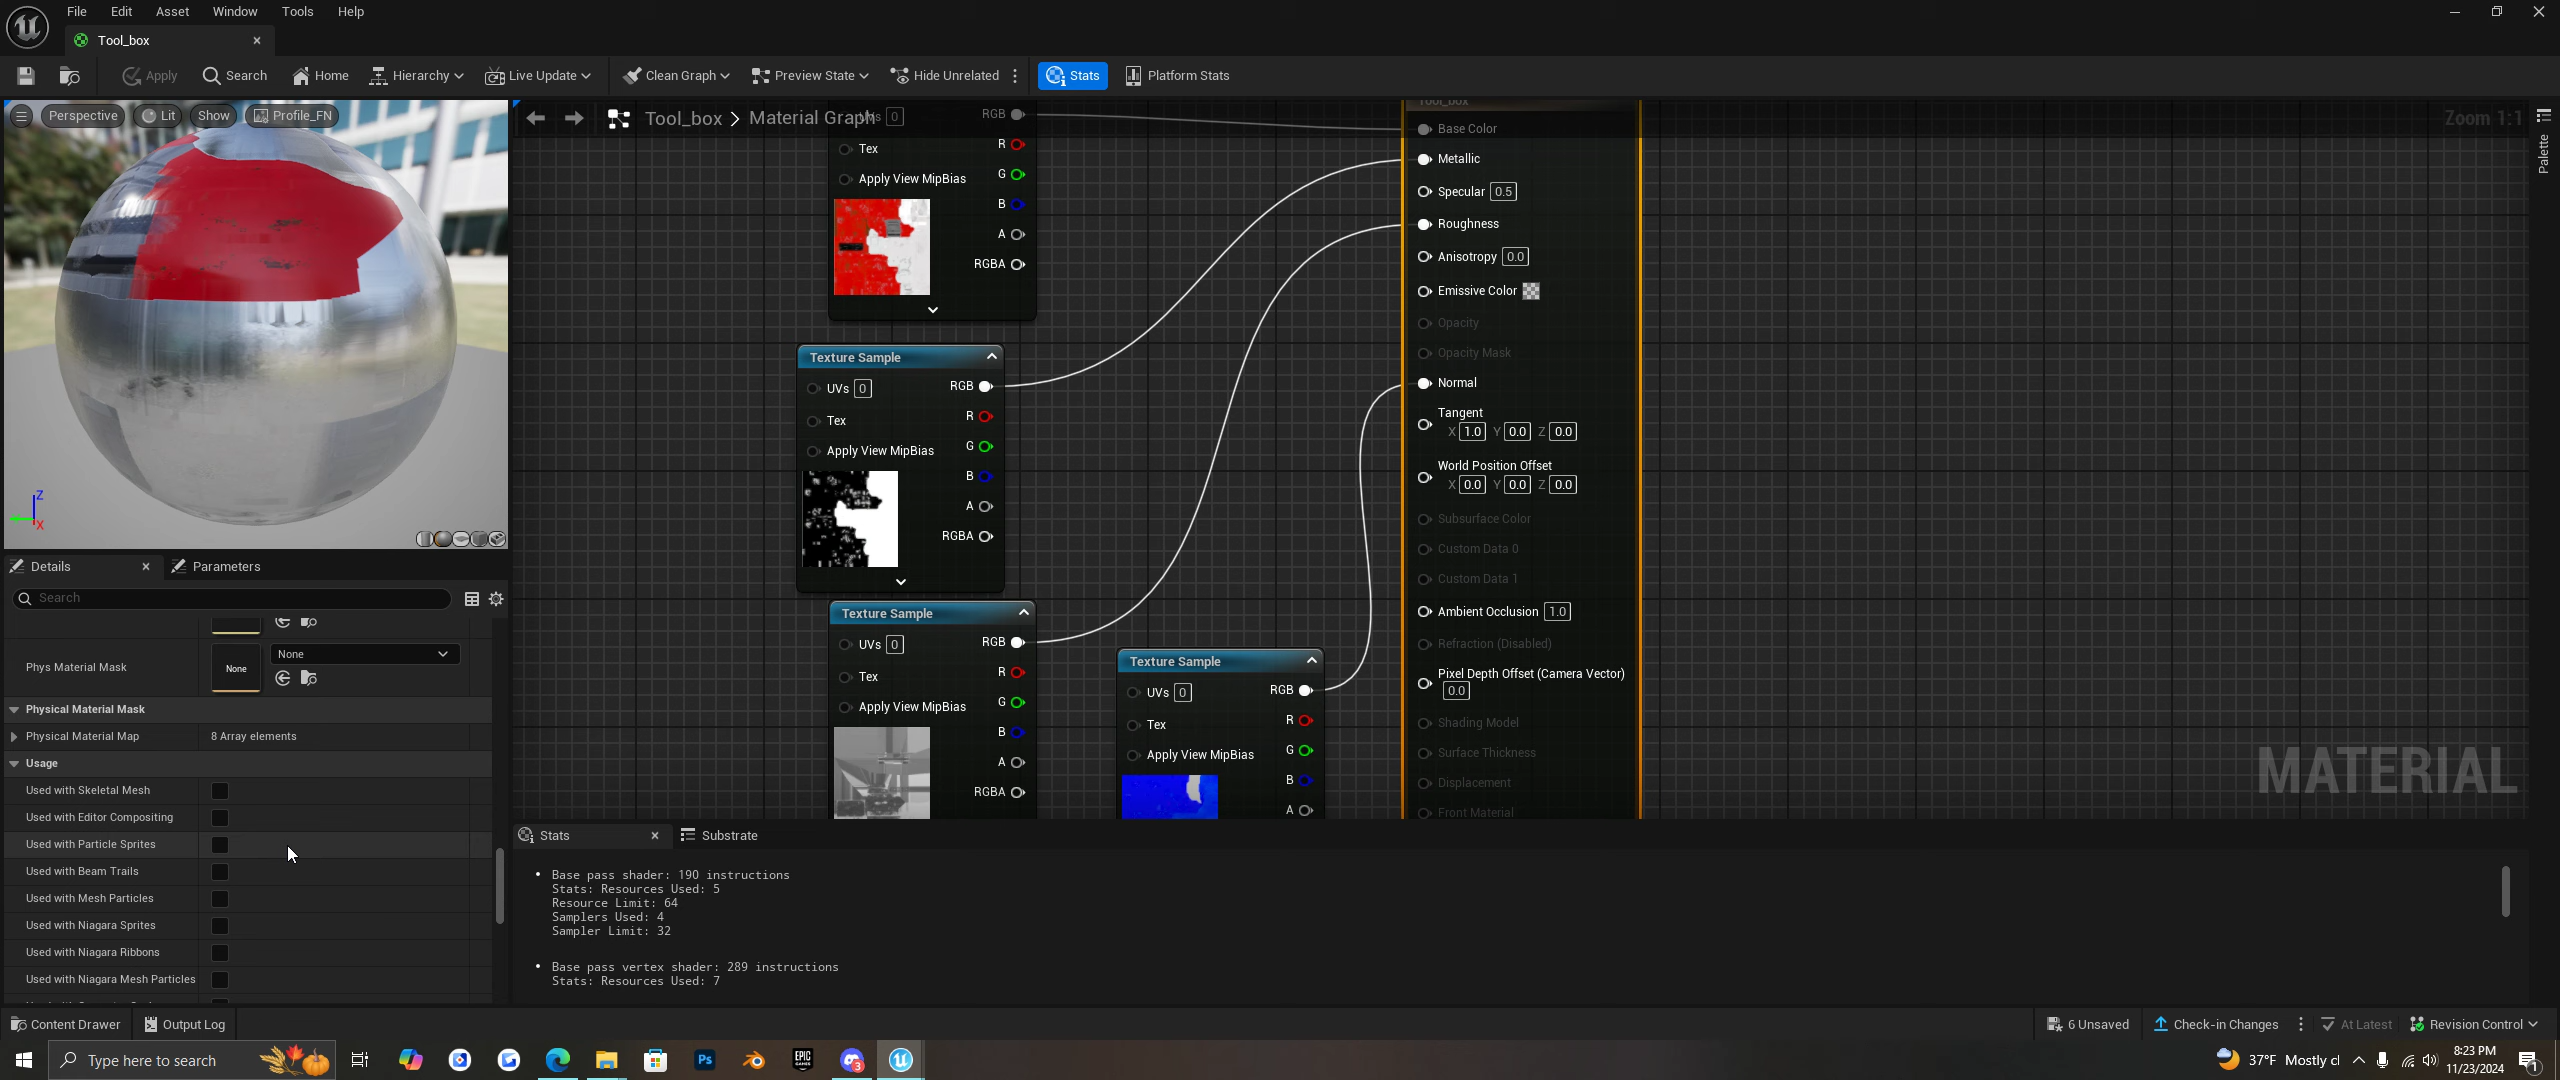 File Edit Asset Window Tools Help
Tool_box
Apply Search Home Hierarchy Live Update Clean Graph Preview State Hide Unrelated Stats Platform Stats
Perspective Lit Show Profile_FN
Z
X
Tool_box > Material Graph
Zoom 1:1
Palette
UVs 0 RGB
Tex R
Apply View MipBias G
B
A
RGBA
Texture Sample
UVs 0 RGB
Tex R
Apply View MipBias G
B
A
RGBA
Texture Sample
UVs 0 RGB
Tex R
Apply View MipBias G
B
A
RGBA
Texture Sample
UVs 0 RGB
Tex R
Apply View MipBias G
B
A
Tool_box
Base Color
Metallic
Specular 0.5
Roughness
Anisotropy 0.0
Emissive Color
Opacity
Opacity Mask
Normal
Tangent
X 1.0 Y 0.0 Z 0.0
World Position Offset
X 0.0 Y 0.0 Z 0.0
Subsurface Color
Custom Data 0
Custom Data 1
Ambient Occlusion 1.0
Refraction (Disabled)
Pixel Depth Offset (Camera Vector)
0.0
Shading Model
Surface Thickness
Displacement
Front Material
MATERIAL
Details Parameters
Search
Phys Material Mask None None
Physical Material Mask
Physical Material Map 8 Array elements
Usage
Used with Skeletal Mesh
Used with Editor Compositing
Used with Particle Sprites
Used with Beam Trails
Used with Mesh Particles
Used with Niagara Sprites
Used with Niagara Ribbons
Used with Niagara Mesh Particles
Stats Substrate
• Base pass shader: 190 instructions
Stats: Resources Used: 5
Resource Limit: 64
Samplers Used: 4
Sampler Limit: 32
• Base pass vertex shader: 289 instructions
Stats: Resources Used: 7
Content Drawer Output Log 6 Unsaved Check-in Changes At Latest Revision Control
Type here to search Ps EPIC GAMES 3 37°F Mostly cl 8:23 PM
11/23/2024 1